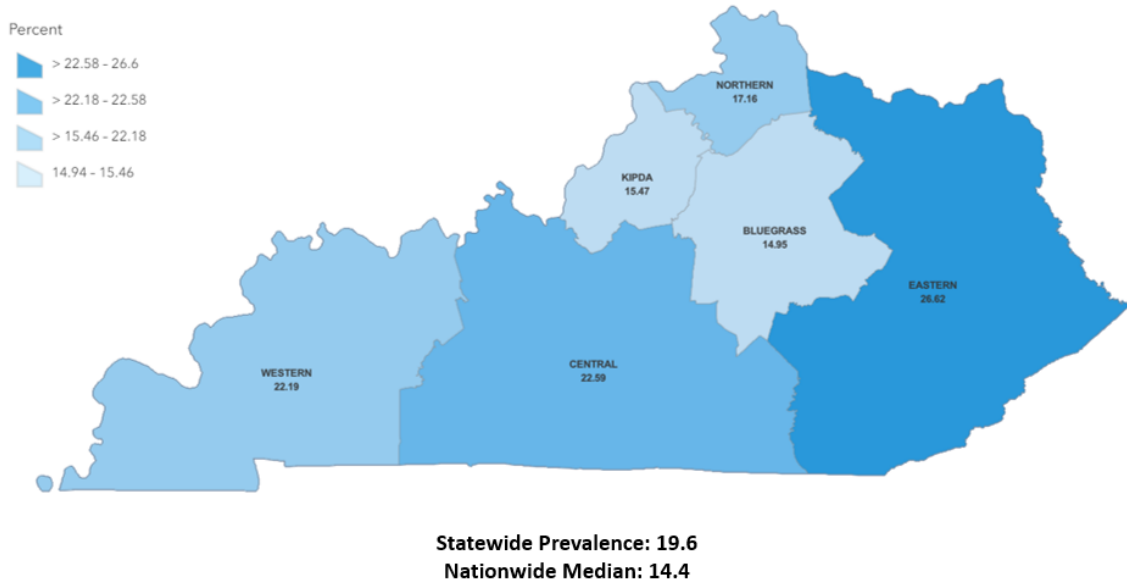 Percent
> 22.58 - 26.6
> 22.18 - 22.58
> 15.46 - 22.18
14.94 - 15.46
NORTHERN
17.16
KIPDA
15.47
BLUEGRASS
14.95
EASTERN
26.62
CENTRAL
22.59
WESTERN
22.19
Statewide Prevalence: 19.6
Nationwide Median: 14.4